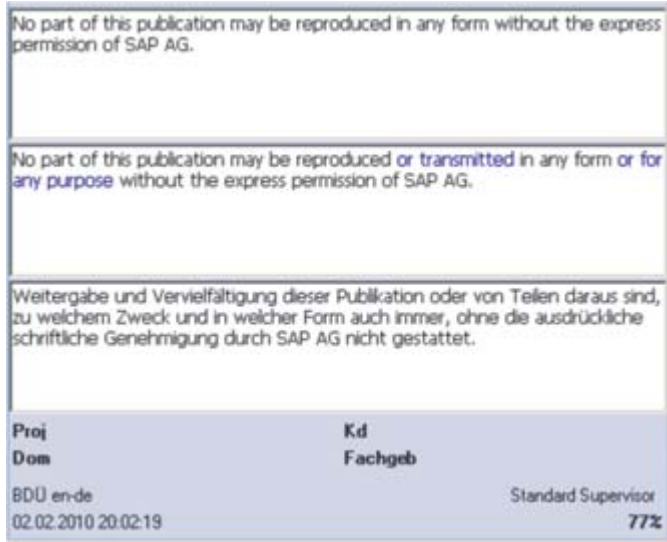 No part of this publication may be reproduced in any form without the express
permission of SAP AG.
No part of this publication may be reproduced or transmitted in any form or for
any purpose without the express permission of SAP AG.
Weitergabe und Vervielfältigung dieser Publikation oder von Teilen daraus sind,
zu welchem Zweck und in welcher Form auch immer, ohne die ausdrückliche
schriftliche Genehmigung durch SAP AG nicht gestattet.
Proj Kd
Dom Fachgeb
BDÜ en-de Standard Supervisor
02.02.2010 20:02:19 77%